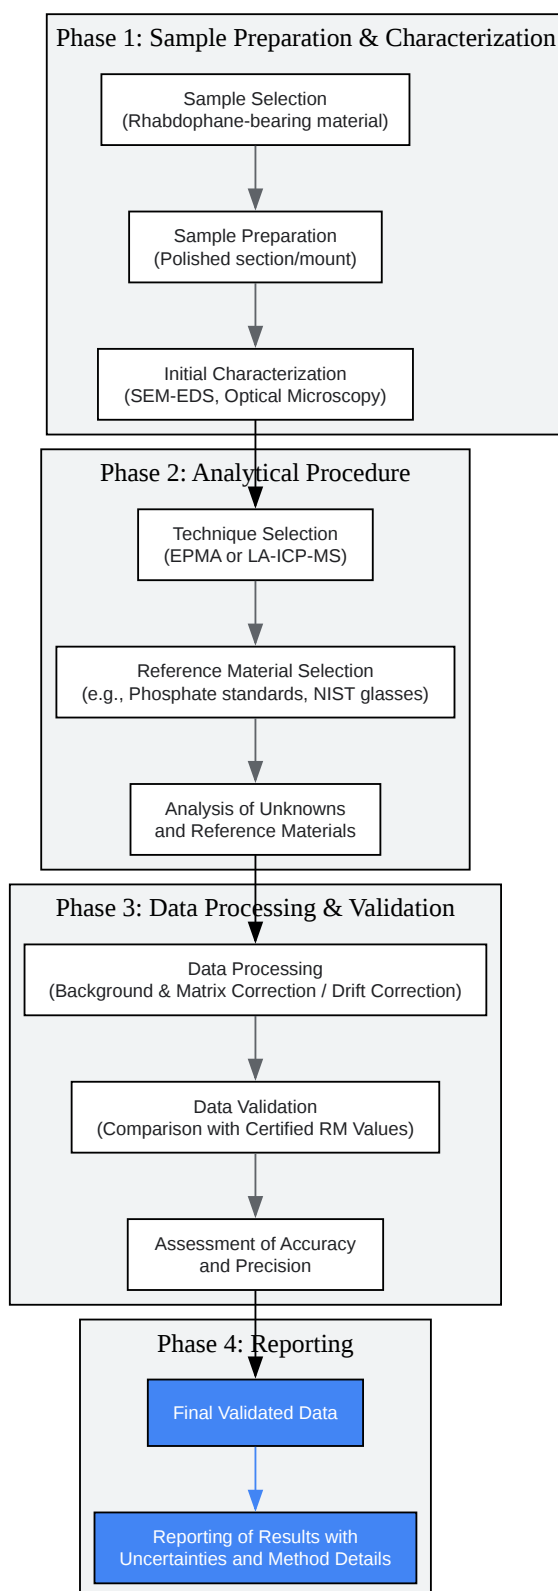 Phase 1: Sample Preparation & Characterization
Sample Selection
(Rhabdophane-bearing material)
Sample Preparation
(Polished section/mount)
Initial Characterization
(SEM-EDS, Optical Microscopy)
Phase 2: Analytical Procedure
Technique Selection
(EPMA or LA-ICP-MS)
Reference Material Selection
(e.g., Phosphate standards, NIST glasses)
Analysis of Unknowns
and Reference Materials
Phase 3: Data Processing & Validation
Data Processing
(Background & Matrix Correction / Drift Correction)
Data Validation
(Comparison with Certified RM Values)
Assessment of Accuracy
and Precision
Phase 4: Reporting
Final Validated Data
Reporting of Results with
Uncertainties and Method Details